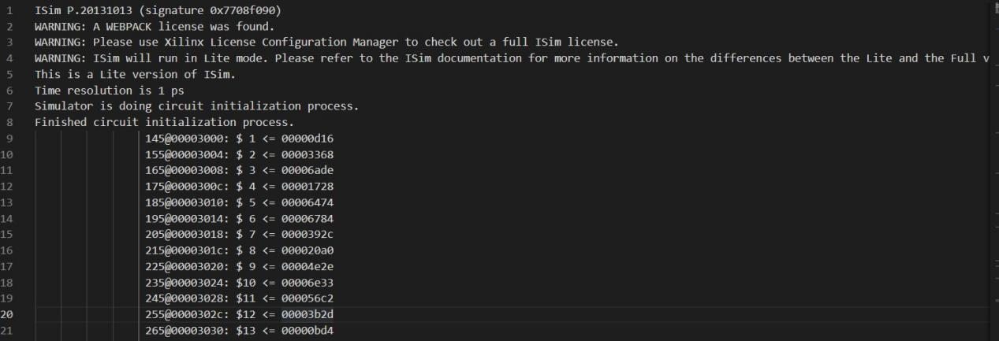 1 ISim P.20131013 (signature 0x7708f090)
2 WARNING: A WEBPACK license was found.
3 WARNING: Please use Xilinx License Configuration Manager to check out a full ISim license.
4 WARNING: ISim will run in Lite mode. Please refer to the ISim documentation for more information on the differences between the Lite and the Full v
5 This is a Lite version of ISim.
6 Time resolution is 1 ps
7 Simulator is doing circuit initialization process.
8 Finished circuit initialization process.
9 145@00003000: $ 1 <= 00000d16
10 155@00003004: $ 2 <= 00003368
11 165@00003008: $ 3 <= 00006ade
12 175@0000300c: $ 4 <= 00001728
13 185@00003010: $ 5 <= 00006474
14 195@00003014: $ 6 <= 00006784
15 205@00003018: $ 7 <= 0000392c
16 215@0000301c: $ 8 <= 000020a0
17 225@00003020: $ 9 <= 00004e2e
18 235@00003024: $10 <= 00006e33
19 245@00003028: $11 <= 000056c2
20 255@0000302c: $12 <= 00003b2d
21 265@00003030: $13 <= 00000bd4